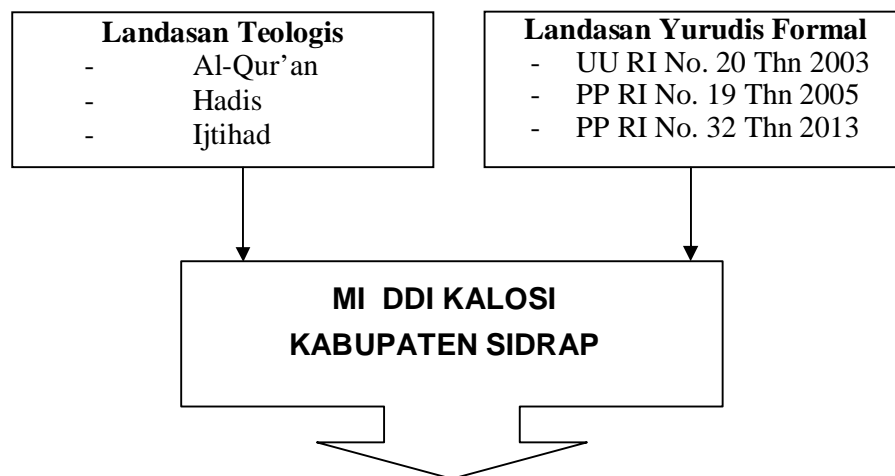 Landasan Teologis
- Al-Qur’an
- Hadis
- Ijtihad
Landasan Yurudis Formal
- UU RI No. 20 Thn 2003
- PP RI No. 19 Thn 2005
- PP RI No. 32 Thn 2013
MI DDI KALOSI
KABUPATEN SIDRAP